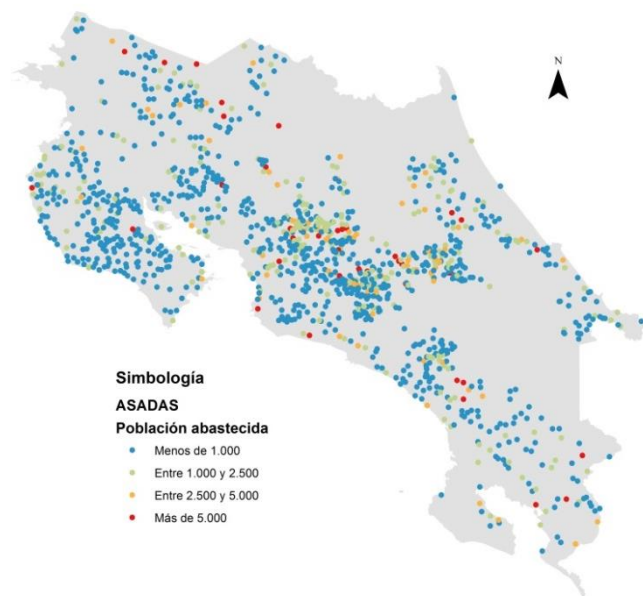 N
Simbología
ASADAS
Población abastecida
Menos de 1.000
Entre 1.000 y 2.500
Entre 2.500 y 5.000
Más de 5.000